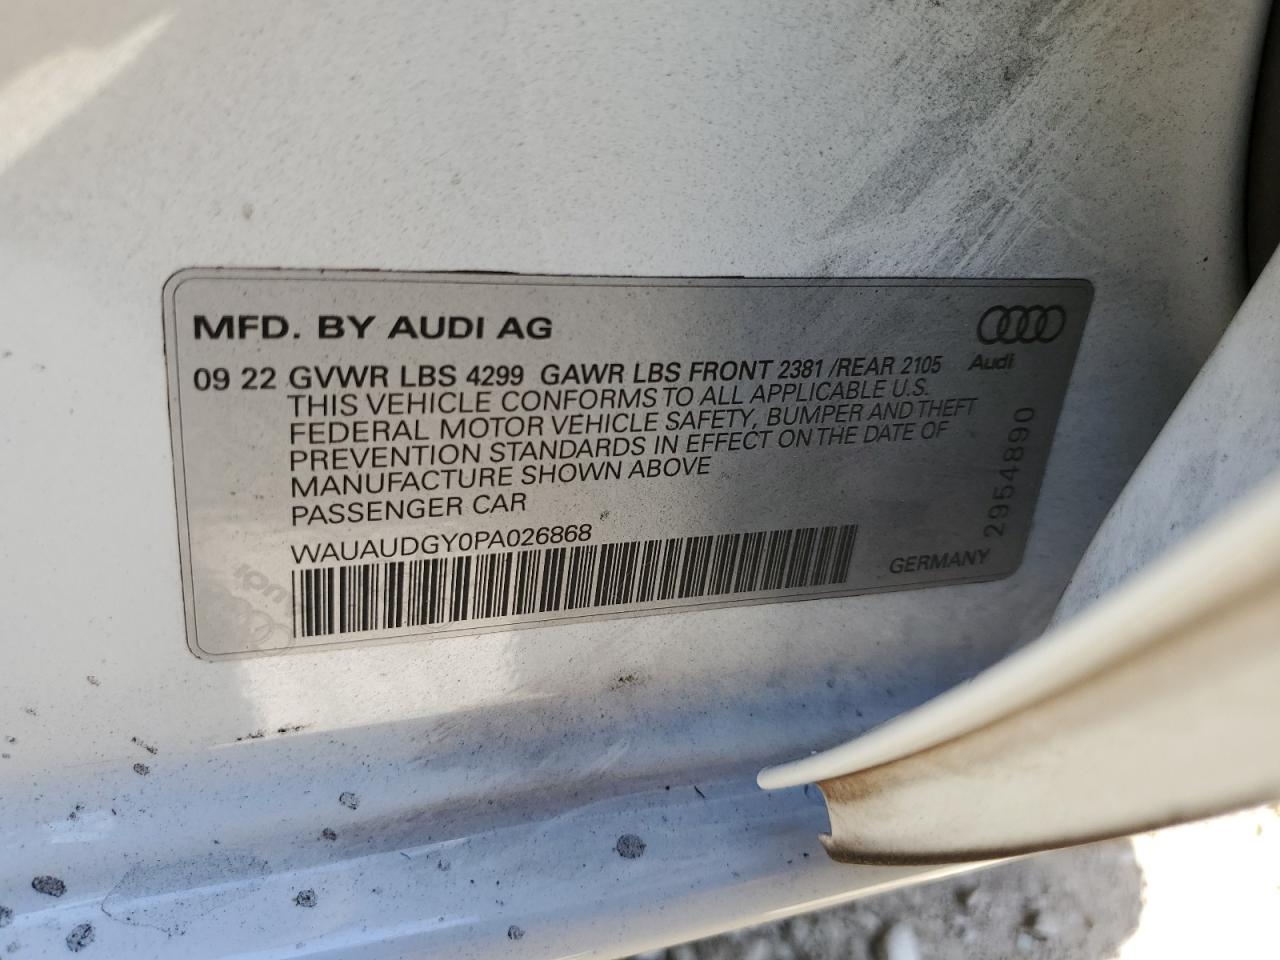 MFD. BY AUDI AG
Audi
09 22 GVWR LBS 4299 GAWR LBS FRONT 2381 /REAR 2105
THIS VEHICLE CONFORMS TO ALL APPLICABLE U.S.
FEDERAL MOTOR VEHICLE SAFETY, BUMPER AND THEFT
PREVENTION STANDARDS IN EFFECT ON THE DATE OF
MANUFACTURE SHOWN ABOVE
PASSENGER CAR
WAUAUDGY0PA026868
GERMANY
2954890
Audi